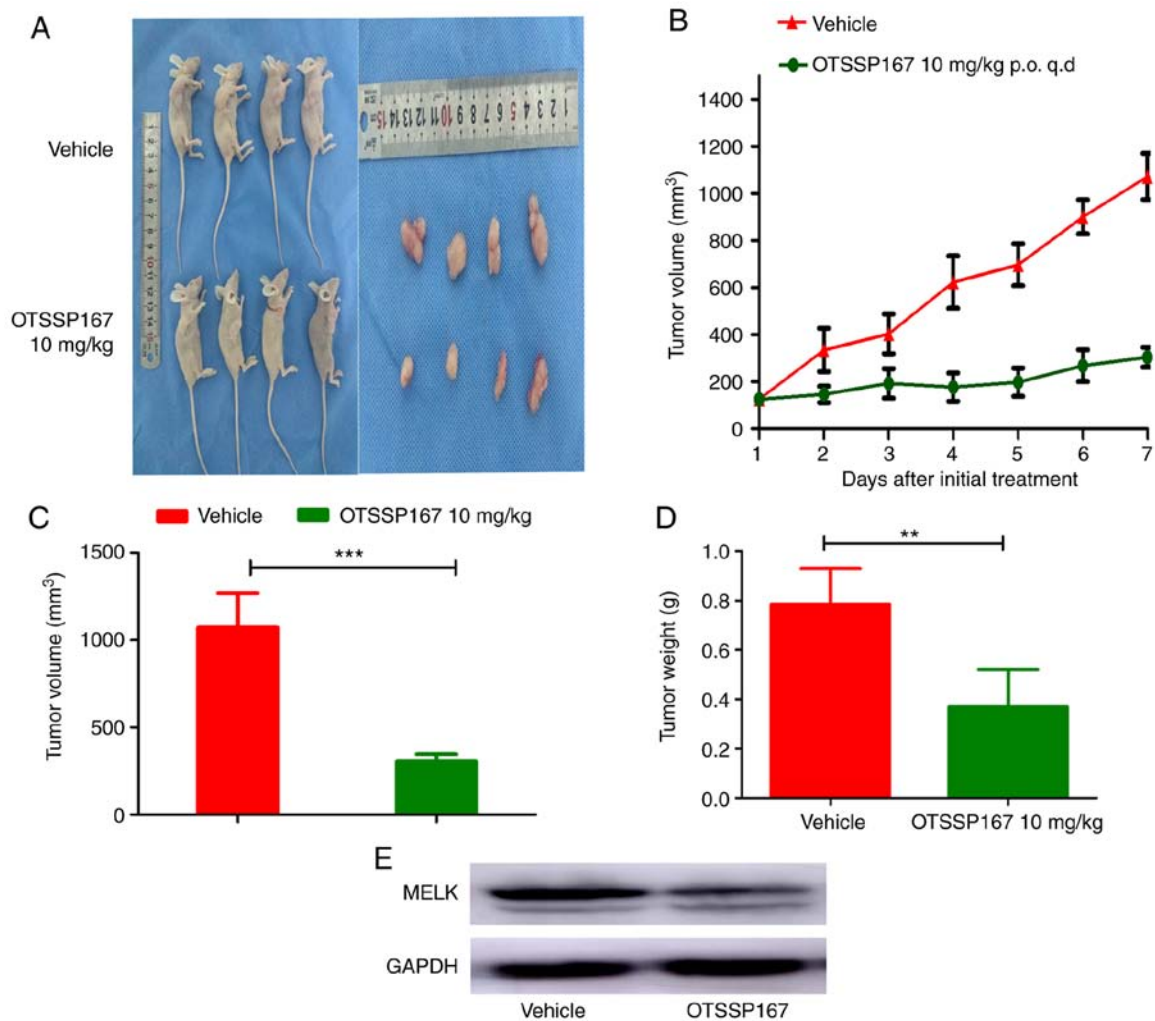 A
Vehicle
OTSSP167
10 mg/kg
B
Vehicle
OTSSP167 10 mg/kg p.o. q.d
Tumor volume (mm³)
1400
1200
1000
800
600
400
200
0
1 2 3 4 5 6 7
Days after initial treatment
C
Vehicle OTSSP167 10 mg/kg
Tumor volume (mm³)
1500
1000
500
0
***
D
Tumor weight (g)
1.0
0.8
0.6
0.4
0.2
0.0
**
Vehicle OTSSP167 10 mg/kg
E
MELK
GAPDH
Vehicle OTSSP167